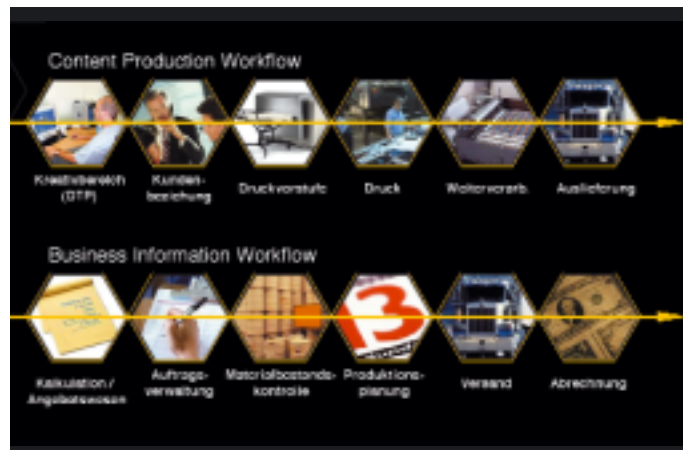 Content Production Workflow
Kreativbereich
(DTP)
Kunden-
beziehung
Druckvorstufe
Druck
Weiterverarb.
Auslieferung
Business Information Workflow
Kalkulation /
Angebotswesen
Auftrags-
verwaltung
Materialbestands-
kontrolle
Produktions-
planung
13
Versand
Abrechnung